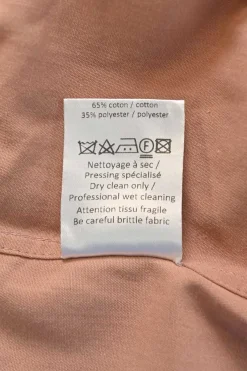 65% coton / cotton
35% polyester / polyester
Nettoyage à sec /
Pressing spécialisé
Dry clean only /
Professional wet cleaning
Attention tissu fragile
Be careful brittle fabric